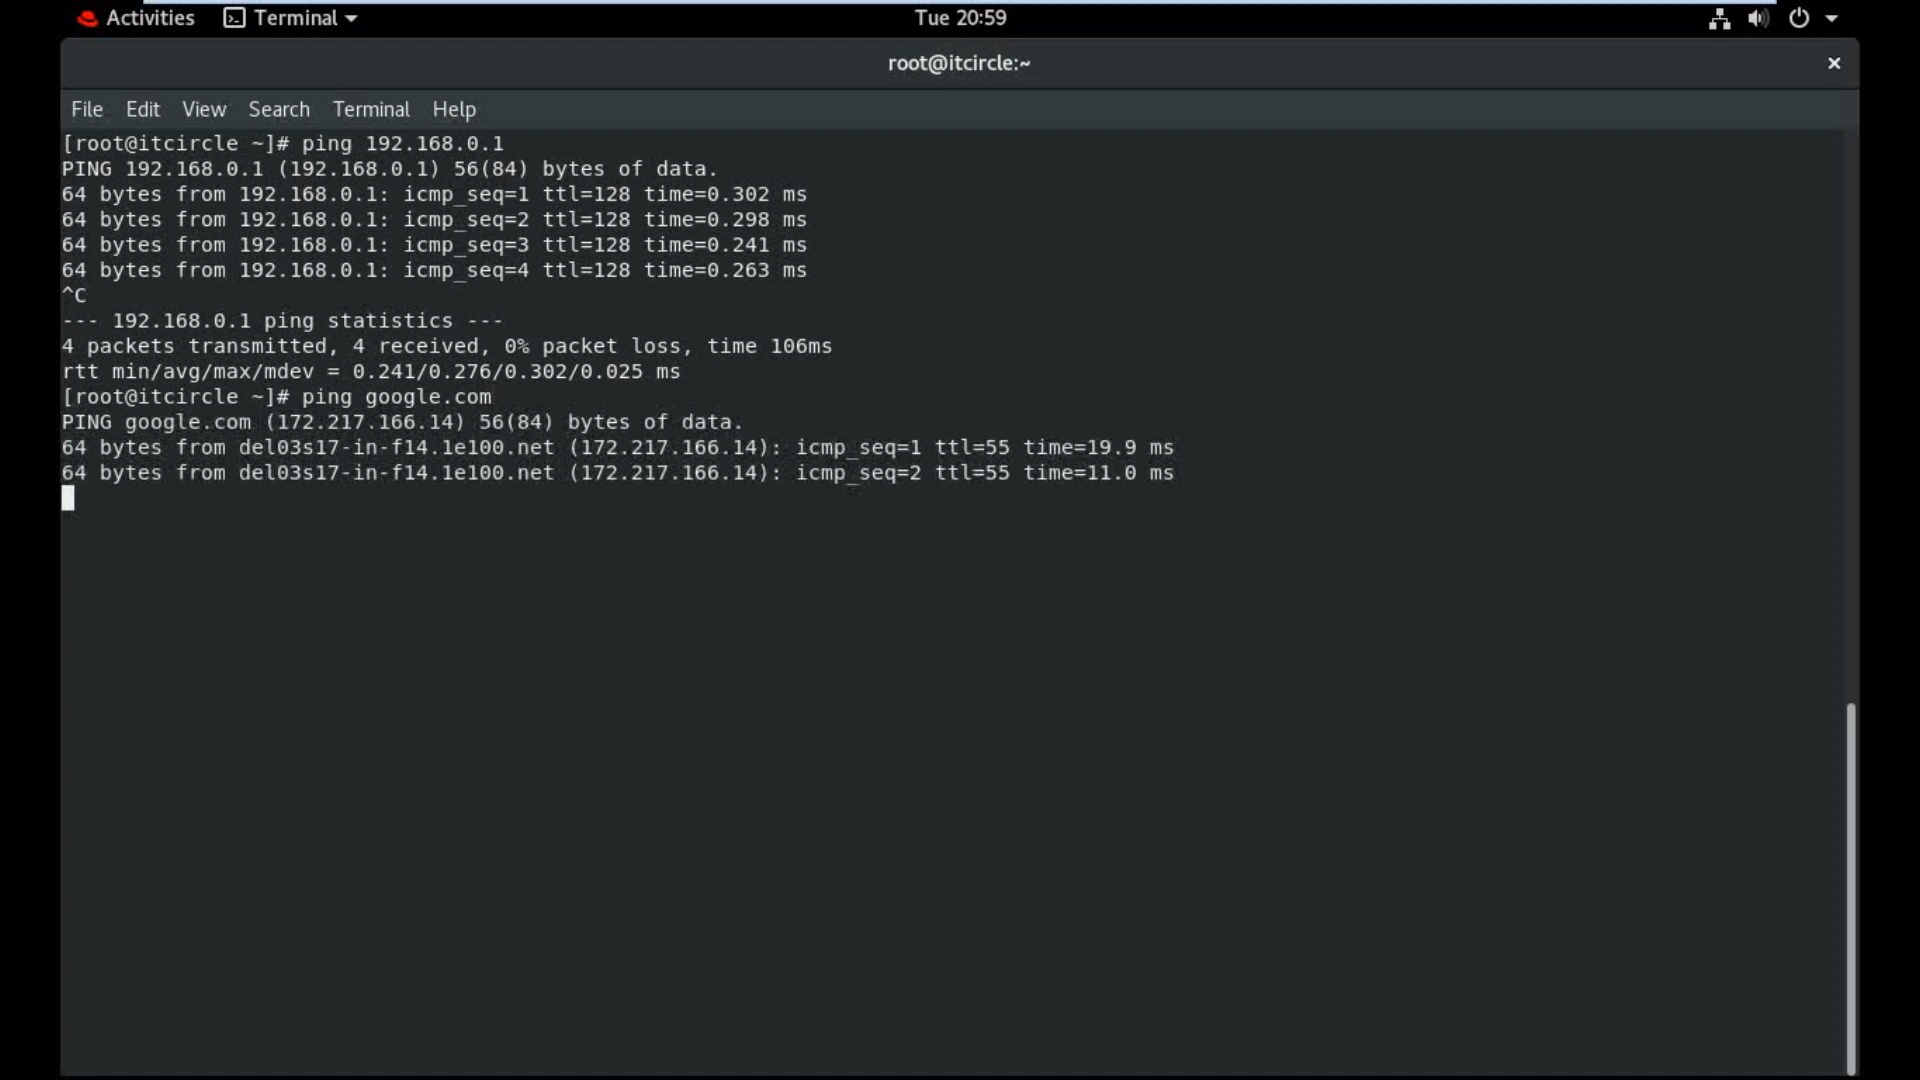 Activities Terminal Tue 20:59
root@itcircle:~ ×
File Edit View Search Terminal Help
[root@itcircle ~]# ping 192.168.0.1
PING 192.168.0.1 (192.168.0.1) 56(84) bytes of data.
64 bytes from 192.168.0.1: icmp_seq=1 ttl=128 time=0.302 ms
64 bytes from 192.168.0.1: icmp_seq=2 ttl=128 time=0.298 ms
64 bytes from 192.168.0.1: icmp_seq=3 ttl=128 time=0.241 ms
64 bytes from 192.168.0.1: icmp_seq=4 ttl=128 time=0.263 ms
^C
--- 192.168.0.1 ping statistics ---
4 packets transmitted, 4 received, 0% packet loss, time 106ms
rtt min/avg/max/mdev = 0.241/0.276/0.302/0.025 ms
[root@itcircle ~]# ping google.com
PING google.com (172.217.166.14) 56(84) bytes of data.
64 bytes from del03s17-in-f14.1e100.net (172.217.166.14): icmp_seq=1 ttl=55 time=19.9 ms
64 bytes from del03s17-in-f14.1e100.net (172.217.166.14): icmp_seq=2 ttl=55 time=11.0 ms